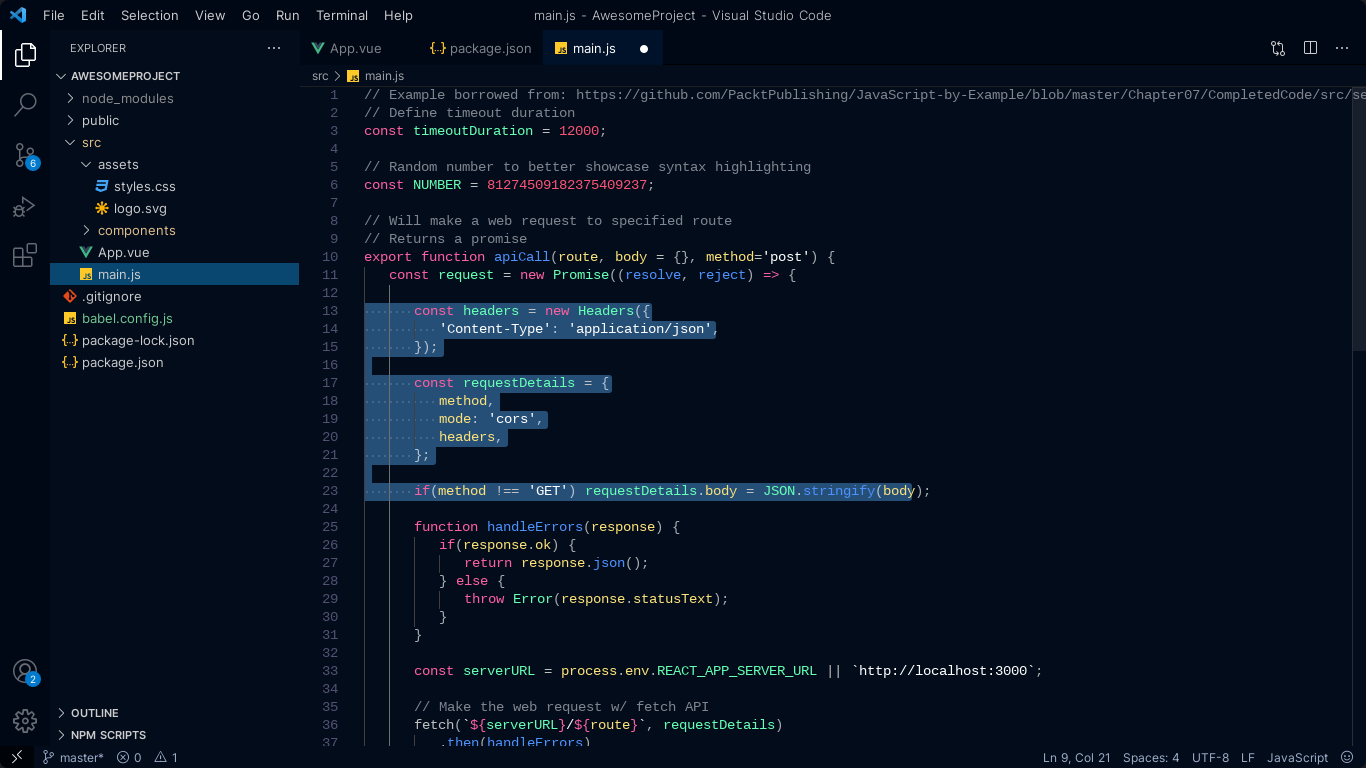 File Edit Selection View Go Run Terminal Help
main.js - AwesomeProject - Visual Studio Code
EXPLORER
AWESOMEPROJECT
node_modules
public
src
assets
styles.css
logo.svg
components
App.vue
JS main.js
.gitignore
JS babel.config.js
{..} package-lock.json
{..} package.json
OUTLINE
NPM SCRIPTS
6
2
App.vue
{..} package.json
JS main.js
src > JS main.js
1 // Example borrowed from: https://github.com/PacktPublishing/JavaScript-by-Example/blob/master/Chapter07/CompletedCode/src/se
2 // Define timeout duration
3 const timeoutDuration = 12000;
4
5 // Random number to better showcase syntax highlighting
6 const NUMBER = 81274509182375409237;
7
8 // Will make a web request to specified route
9 // Returns a promise
10 export function apiCall(route, body = {}, method='post') {
11 const request = new Promise((resolve, reject) => {
12
13 const headers = new Headers({
14 'Content-Type': 'application/json',
15 });
16
17 const requestDetails = {
18 method,
19 mode: 'cors',
20 headers,
21 };
22
23 if(method !== 'GET') requestDetails.body = JSON.stringify(body);
24
25 function handleErrors(response) {
26 if(response.ok) {
27 return response.json();
28 } else {
29 throw Error(response.statusText);
30 }
31 }
32
33 const serverURL = process.env.REACT_APP_SERVER_URL || `http://localhost:3000`;
34
35 // Make the web request w/ fetch API
36 fetch(`${serverURL}/${route}`, requestDetails)
37 .then(handleErrors)
master* 0 1
Ln 9, Col 21 Spaces: 4 UTF-8 LF JavaScript